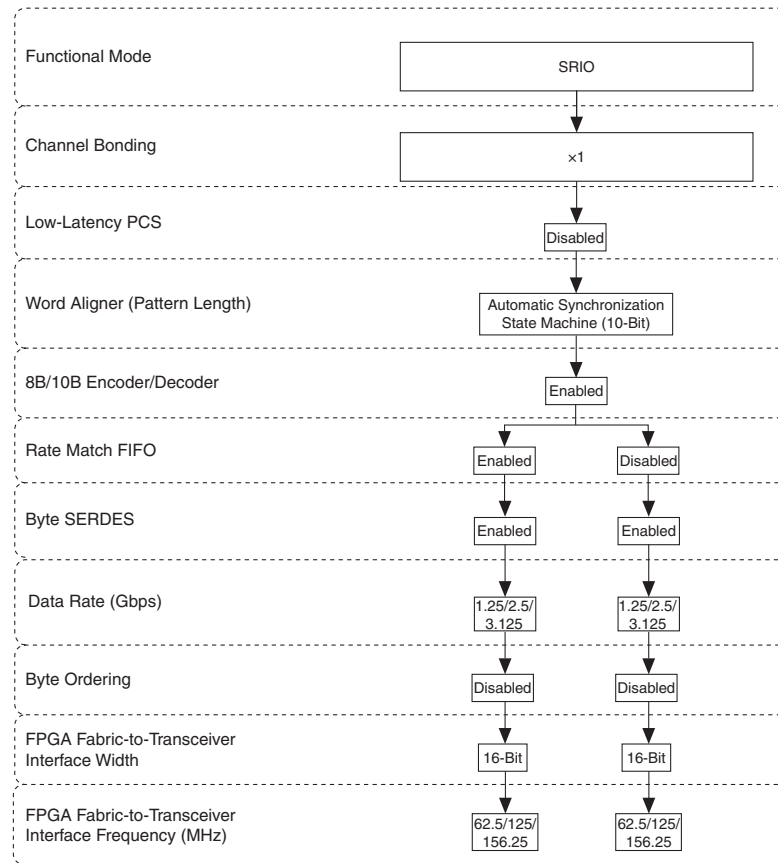 Functional Mode
SRIO
Channel Bonding
×1
Low-Latency PCS
Disabled
Word Aligner (Pattern Length)
Automatic Synchronization
State Machine (10-Bit)
8B/10B Encoder/Decoder
Enabled
Rate Match FIFO
Enabled
Disabled
Byte SERDES
Enabled
Enabled
Data Rate (Gbps)
1.25/2.5/
3.125
1.25/2.5/
3.125
Byte Ordering
Disabled
Disabled
FPGA Fabric-to-Transceiver
Interface Width
16-Bit
16-Bit
FPGA Fabric-to-Transceiver
Interface Frequency (MHz)
62.5/125/
156.25
62.5/125/
156.25